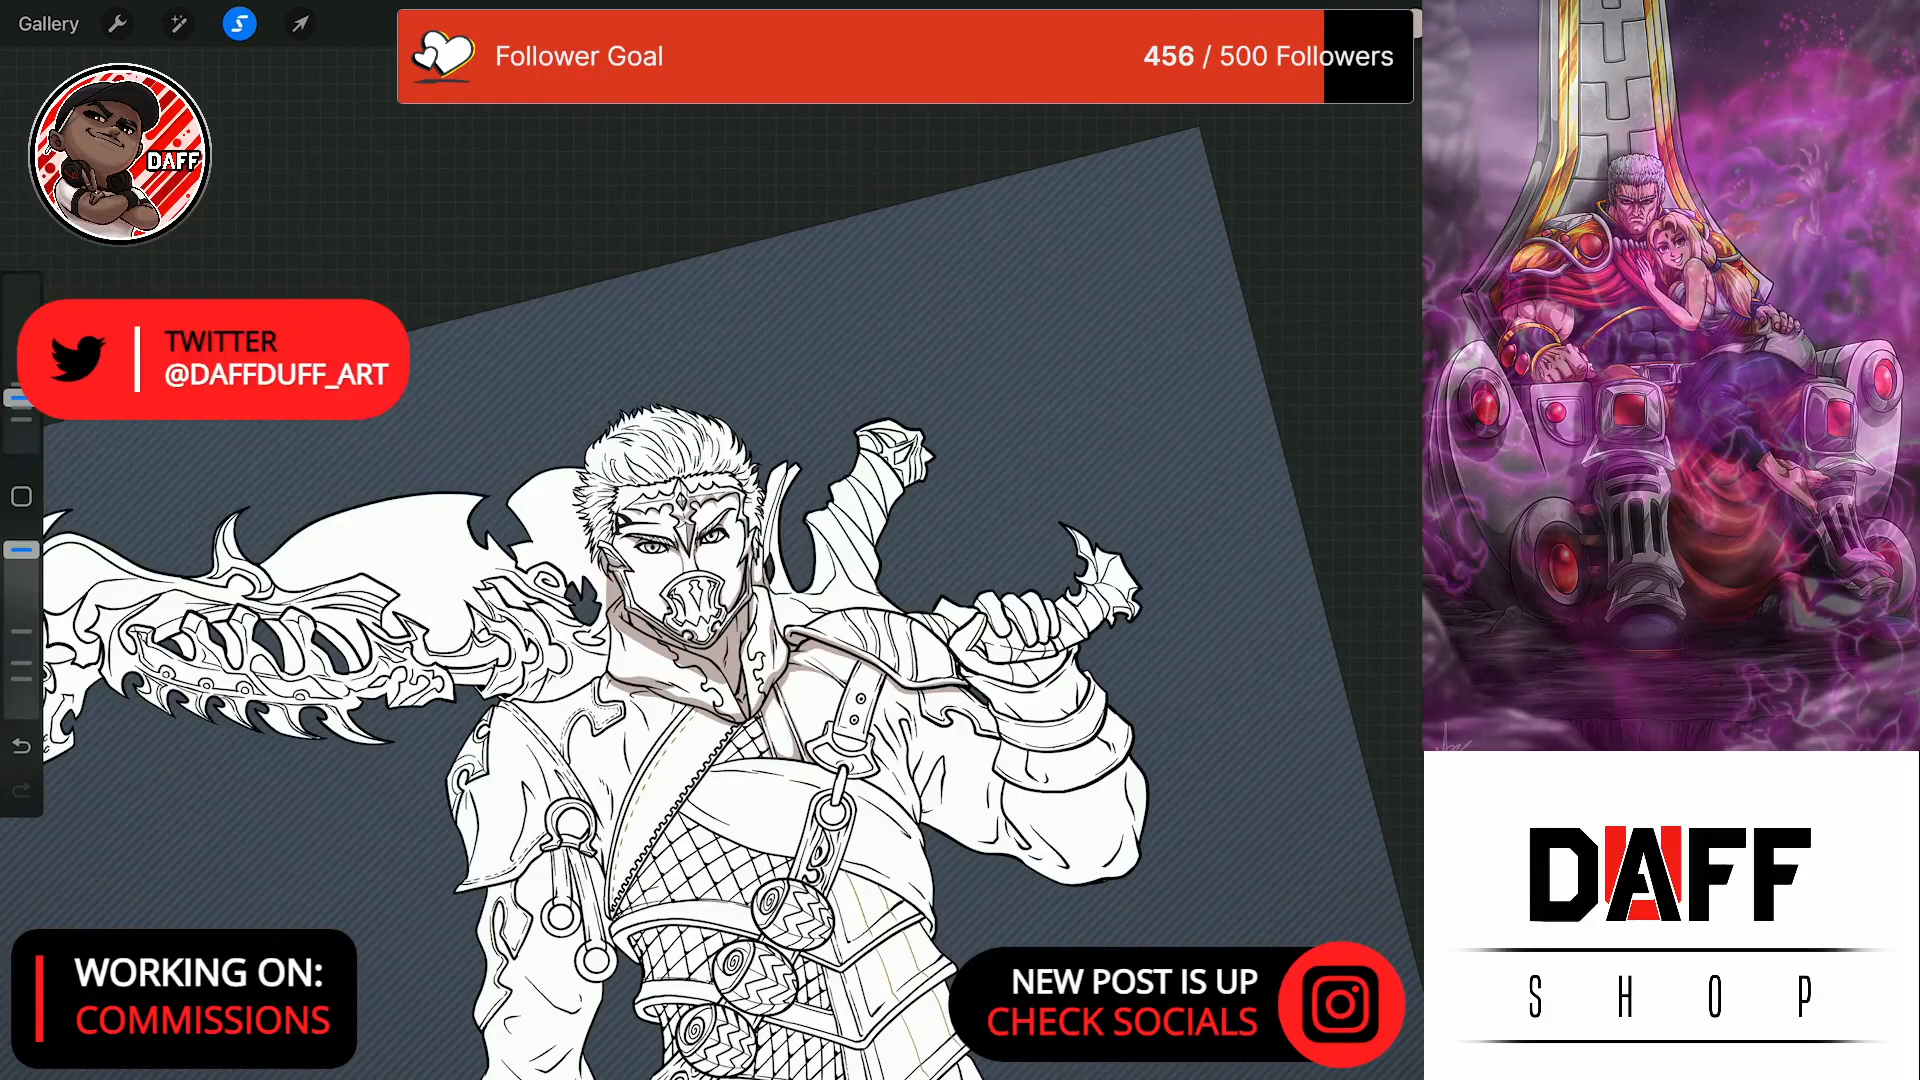 Gallery
Follower Goal
456 / 500 Followers
DAFF
TWITTER
@DAFFDUFF_ART
WORKING ON:
COMMISSIONS
NEW POST IS UP
CHECK SOCIALS
DAFF
SHOP